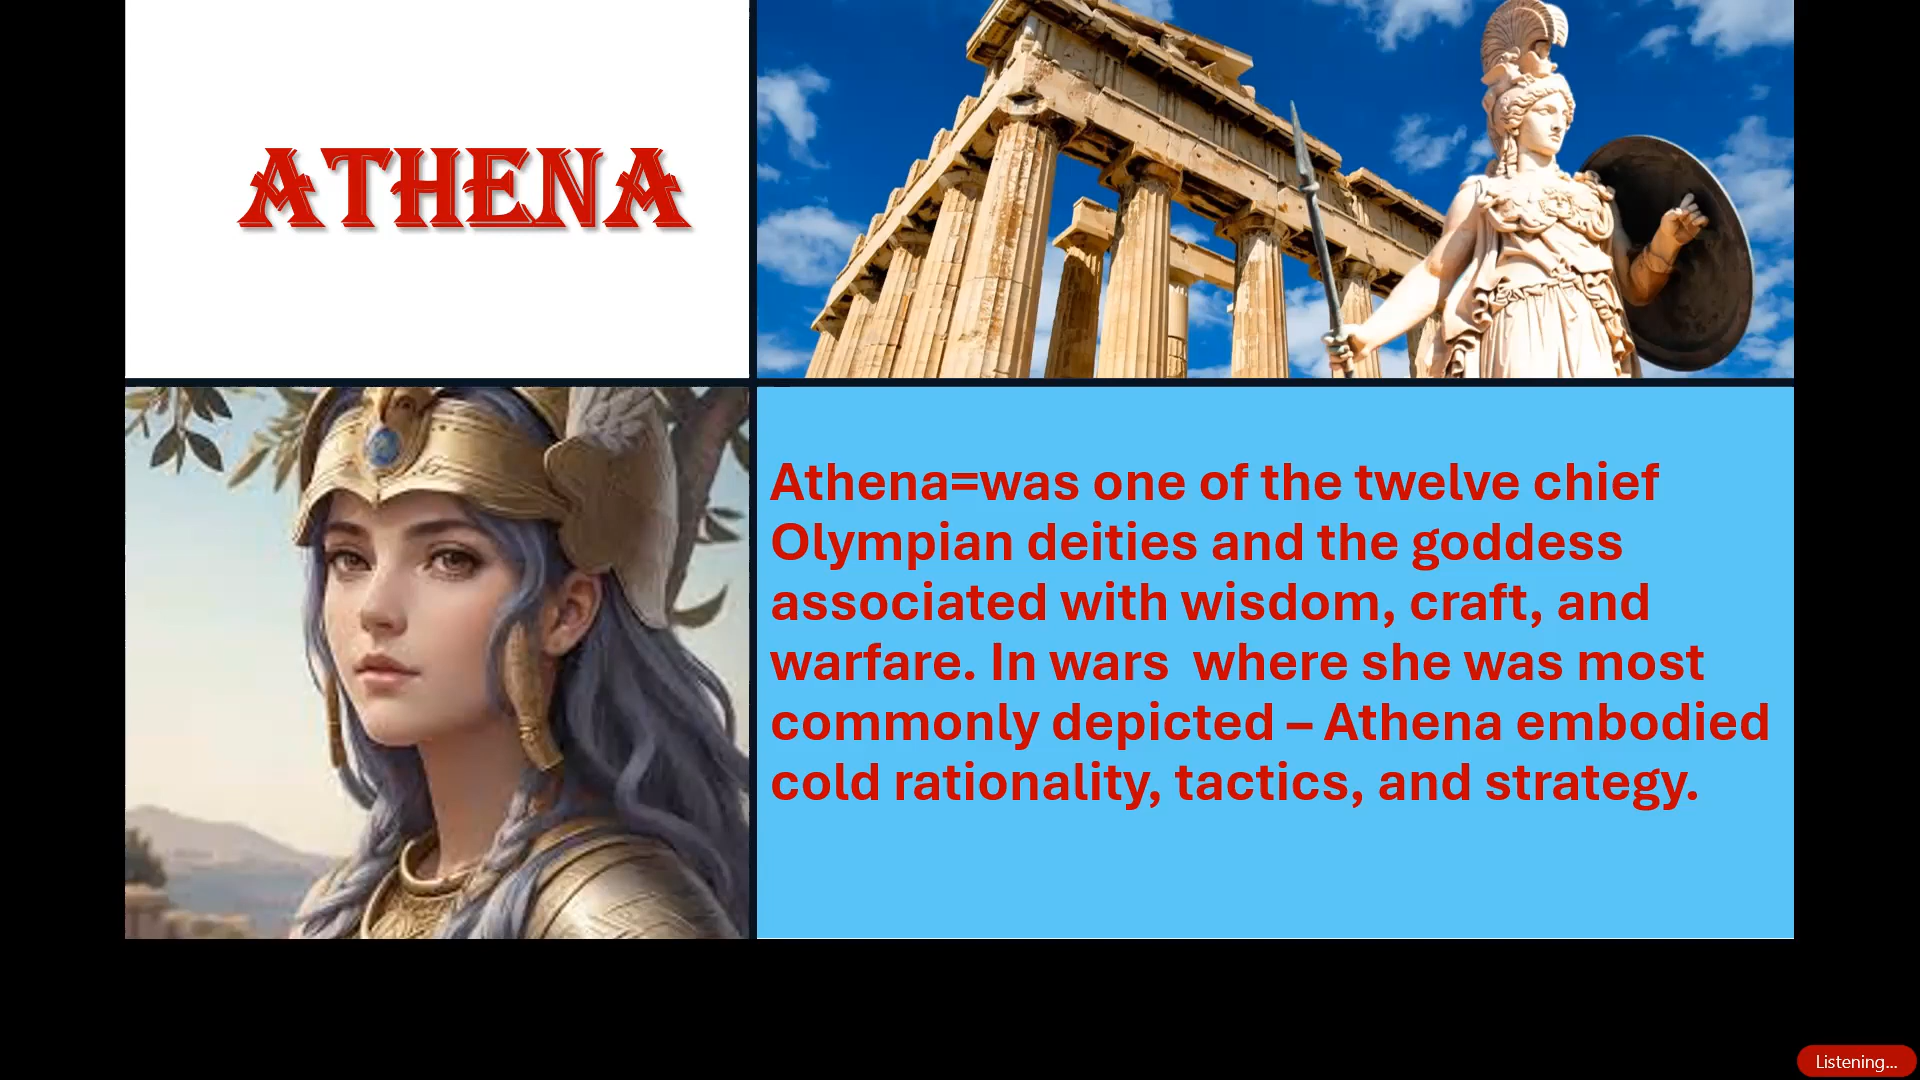 ATHENA
Athena=was one of the twelve chief
Olympian deities and the goddess
associated with wisdom, craft, and
warfare. In wars  where she was most
commonly depicted – Athena embodied
cold rationality, tactics, and strategy.
Listening...